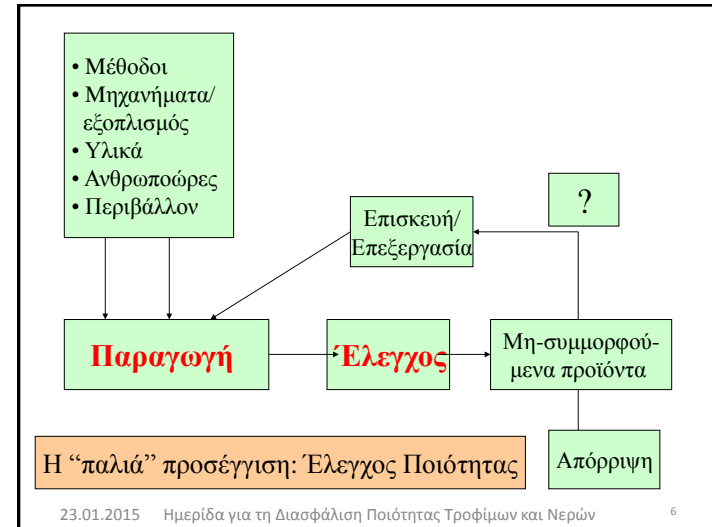 • Μέθοδοι
• Μηχανήματα/
εξοπλισμός
• Υλικά
• Ανθρωποώρες
• Περιβάλλον
?
Επισκευή/
Επεξεργασία
Παραγωγή
Έλεγχος
Μη-συμμορφού-
μενα προϊόντα
Η “παλιά” προσέγγιση: Έλεγχος Ποιότητας
Απόρριψη
23.01.2015 Ημερίδα για τη Διασφάλιση Ποιότητας Τροφίμων και Νερών 6